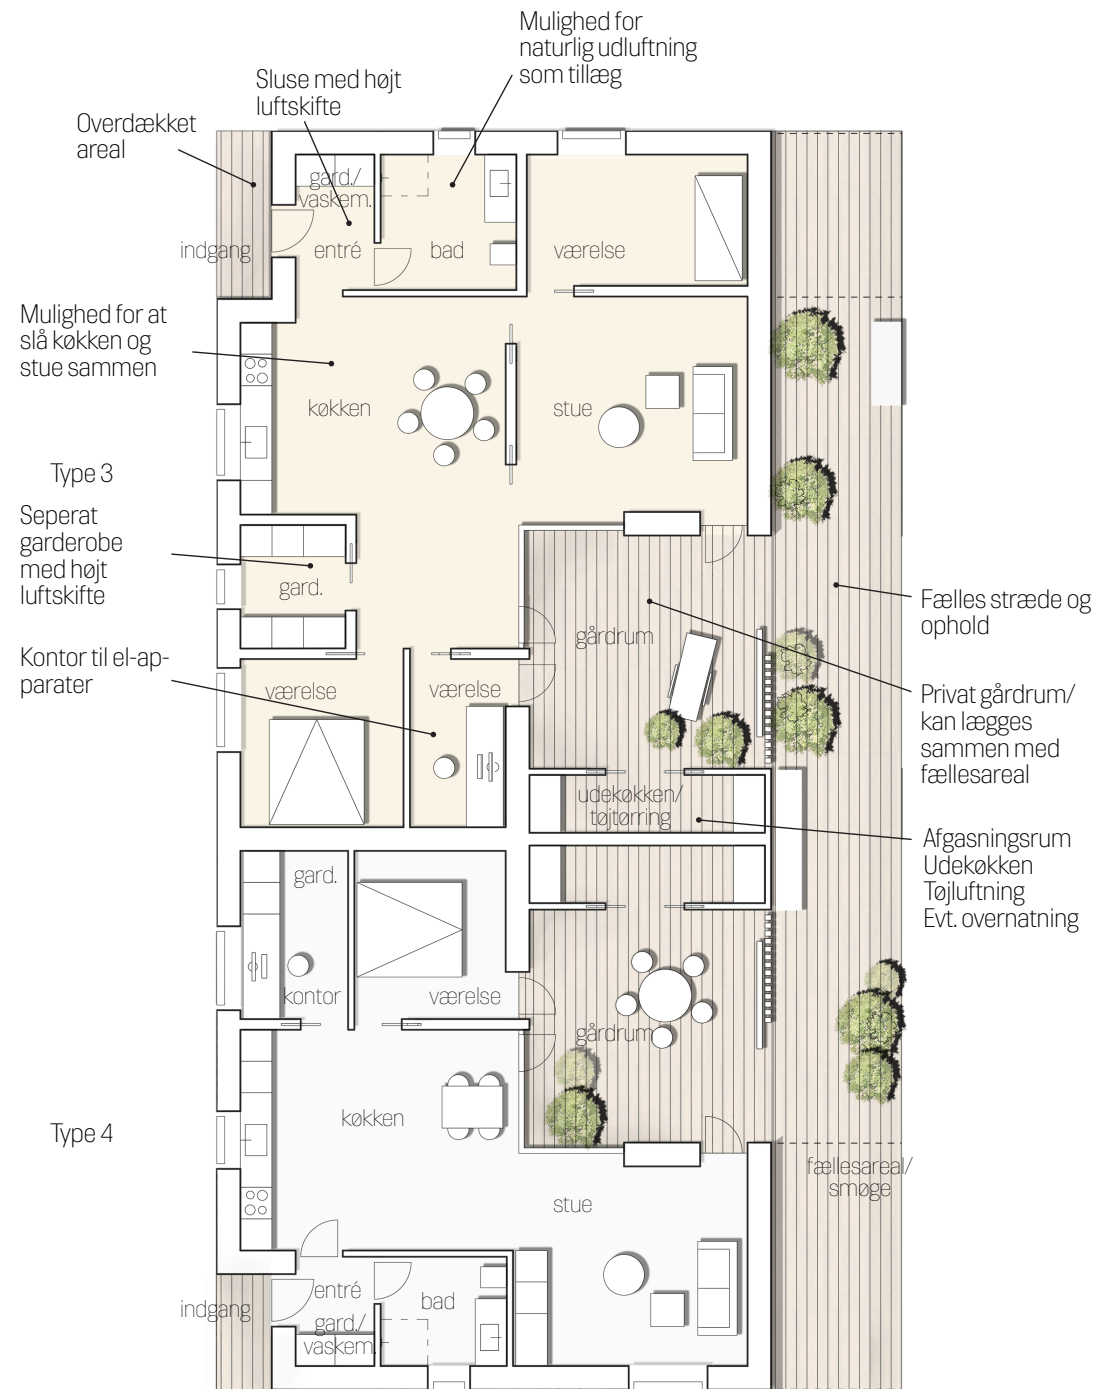 Mulighed for
naturlig udluftning
som tillæg
Sluse med højt
luftskifte
Overdækket
areal
gard./
vaskem.
indgang
entré
bad
værelse
Mulighed for at
slå køkken og
stue sammen
køkken
stue
Type 3
Seperat
garderobe
med højt
luftskifte
gard.
Fælles stræde og
ophold
gårdrum
Kontor til el-ap-
parater
værelse
værelse
Privat gårdrum/
kan lægges
sammen med
fællesareal
udekøkken/
tøjtørring
Afgasningsrum
Udekøkken
Tøjluftning
Evt. overnatning
gard.
kontor
værelse
gårdrum
Type 4
køkken
fællesareal/
smøge
stue
indgang
entré
bad
gard./
vaskem.